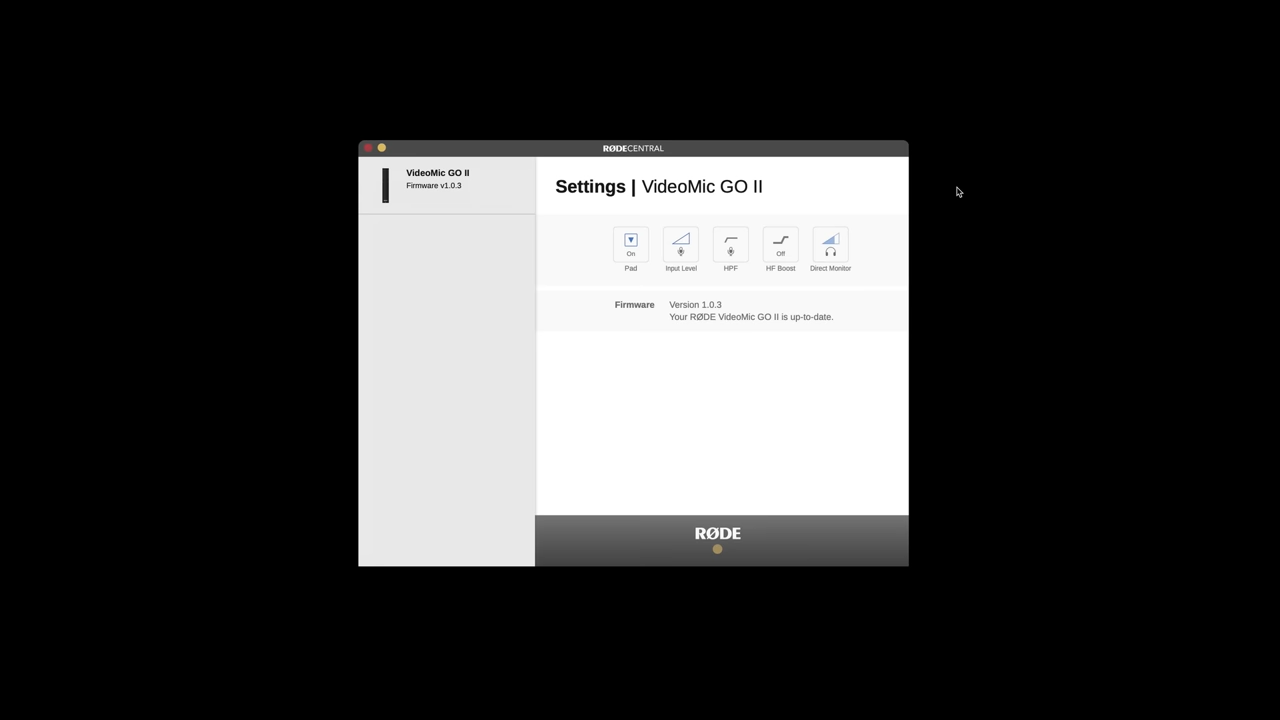 RØDECENTRAL
VideoMic GO II
Firmware v1.0.3
Settings | VideoMic GO II
On
Off
Pad
Input Level
HPF
HF Boost
Direct Monitor
Firmware
Version 1.0.3
Your RØDE VideoMic GO II is up-to-date.
RØDE